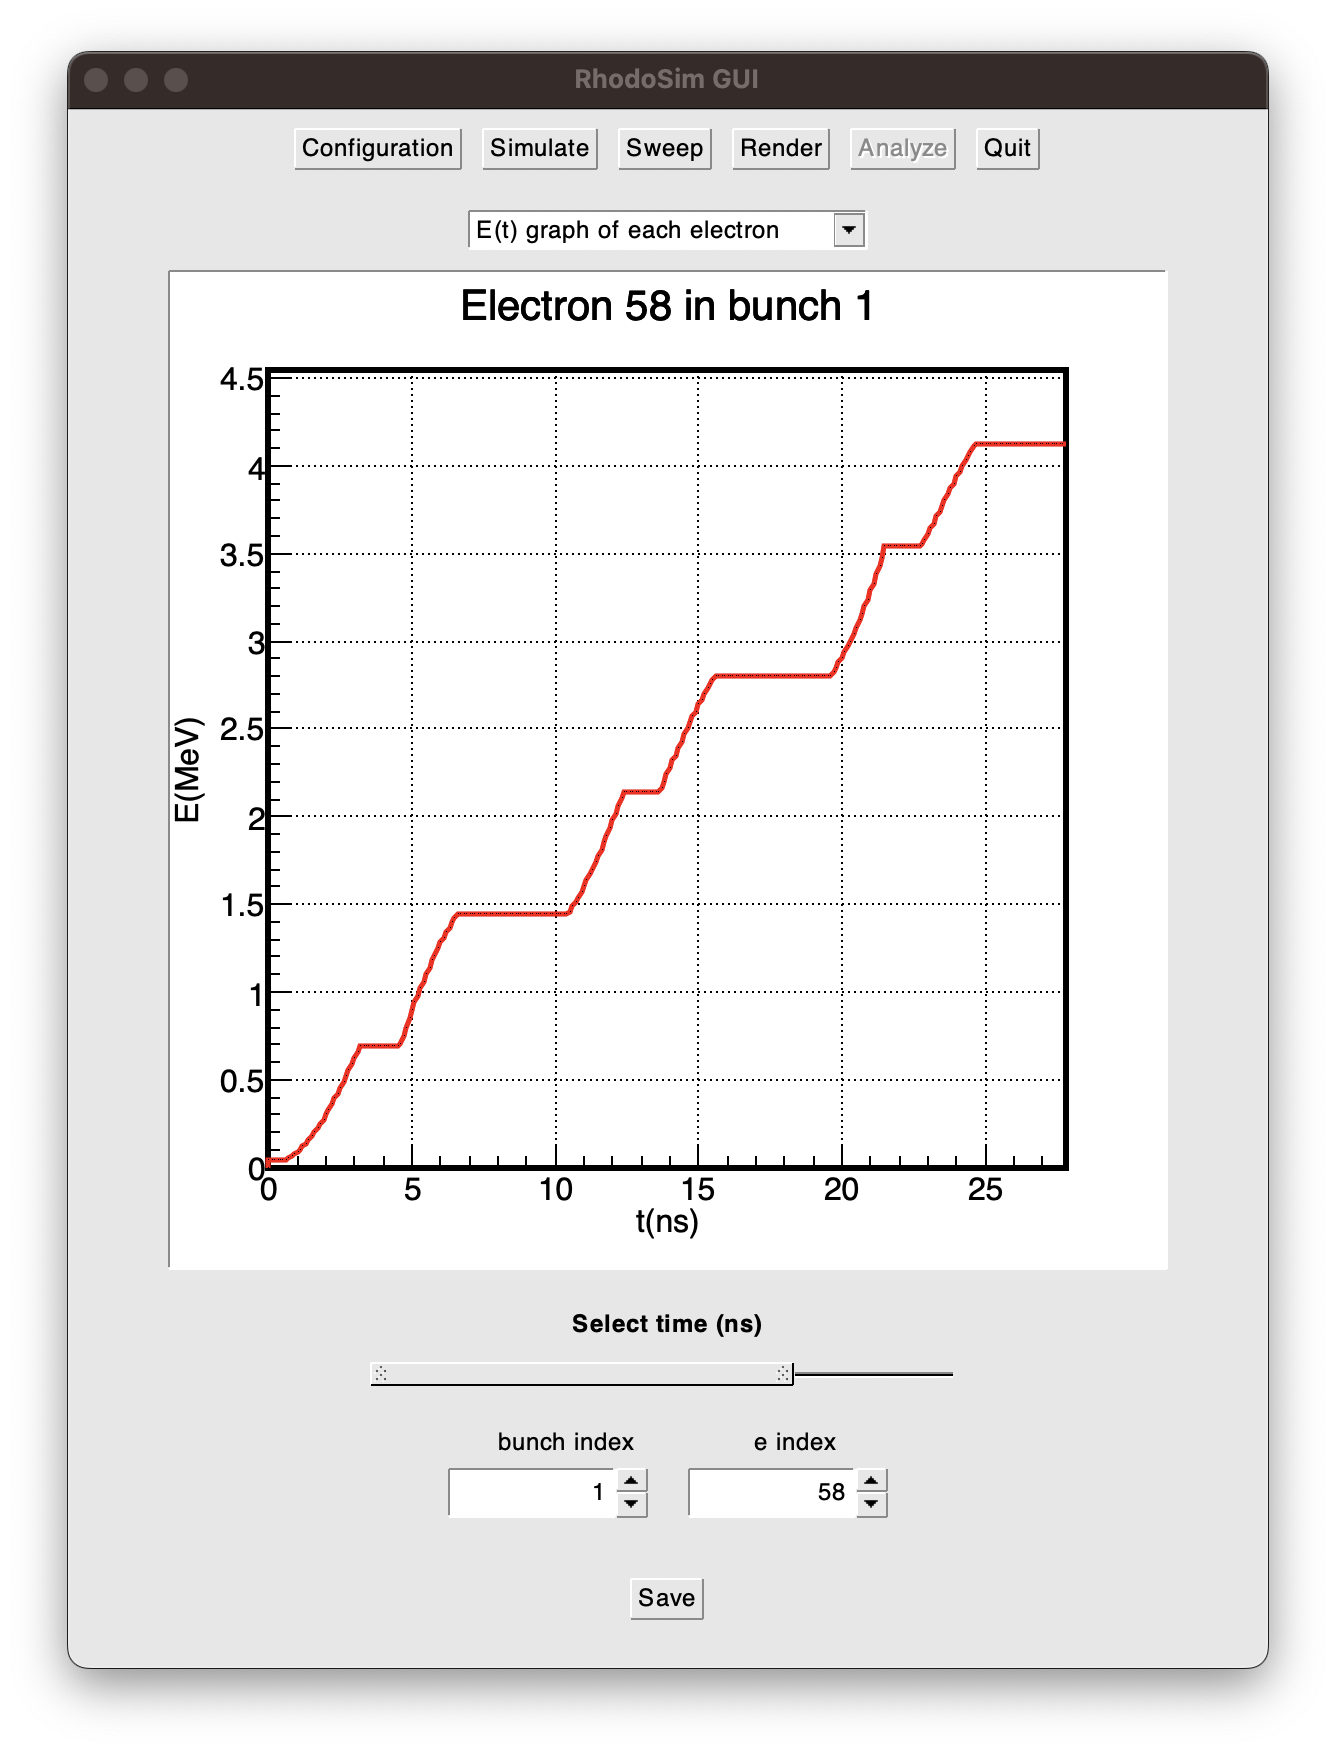 RhodoSim GUI
Configuration Simulate Sweep Render Analyze Quit
E(t) graph of each electron
Electron 58 in bunch 1
4.5
4
3.5
3
2.5
2
1.5
1
0.5
0
E(MeV)
0 5 10 15 20 25
t(ns)
Select time (ns)
bunch index e index
1 58
Save